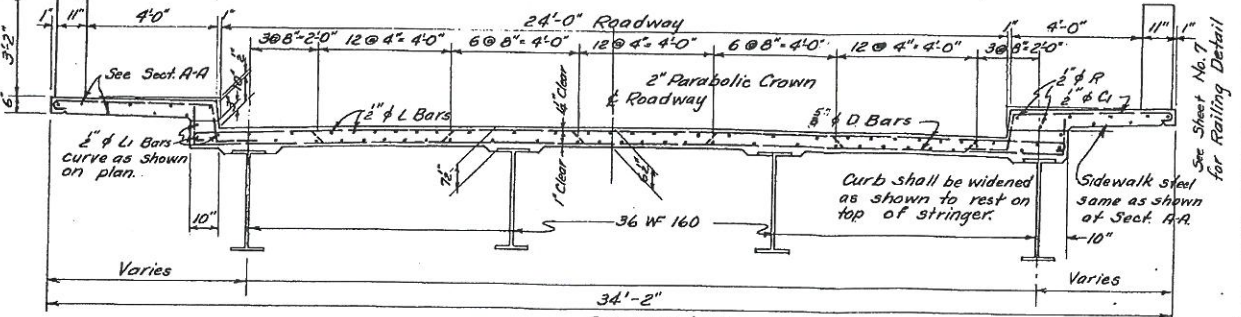 24'-0" Roadway
1" 11" 4'-0" 1"
1" 4'-0" 11" 1"
3@8"=2'-0" 12@4"=4'-0" 6@8"=4'-0" 12@4"=4'-0" 6@8"=4'-0" 12@4"=4'-0" 3@8"=2'-0"
3'-2"
6"
See Sect. A-A
2" Parabolic Crown
℄ Roadway
½" ϕ L Bars
⅝" ϕ D Bars
½" ϕ R
½" ϕ C1
1" Clear
½" ϕ L1 Bars
curve as shown
on plan.
7½"
6½"
Curb shall be widened
as shown to rest on
top of stringer.
Sidewalk steel
same as shown
at Sect. A-A.
See Sheet No. 7
for Railing Detail
10"
36 WF 160
10"
Varies
Varies
34'-2"